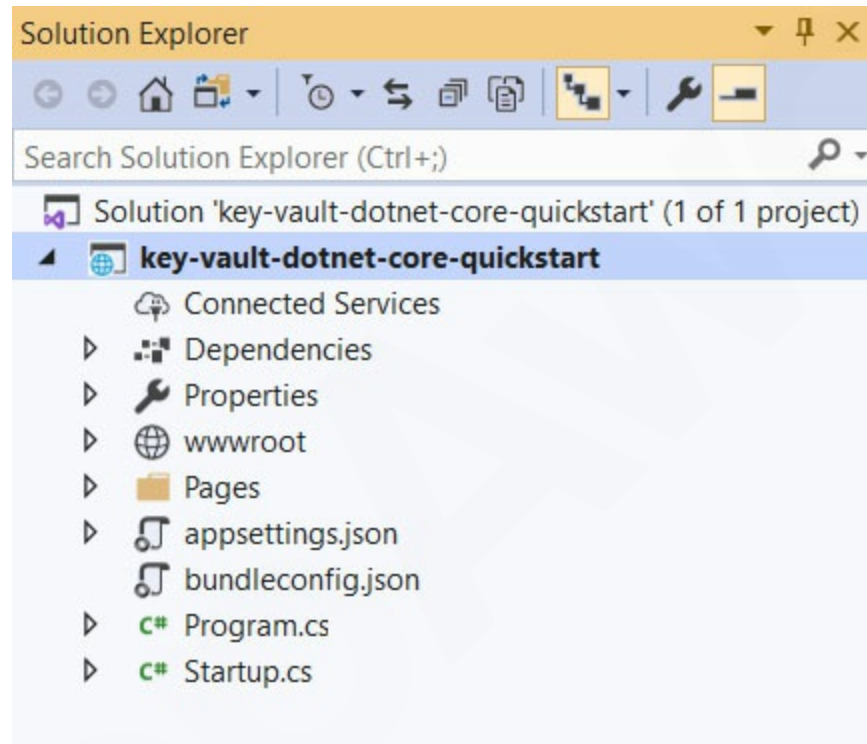 Solution Explorer
Search Solution Explorer (Ctrl+;)
Solution 'key-vault-dotnet-core-quickstart' (1 of 1 project)
key-vault-dotnet-core-quickstart
Connected Services
Dependencies
Properties
wwwroot
Pages
appsettings.json
bundleconfig.json
C# Program.cs
C# Startup.cs